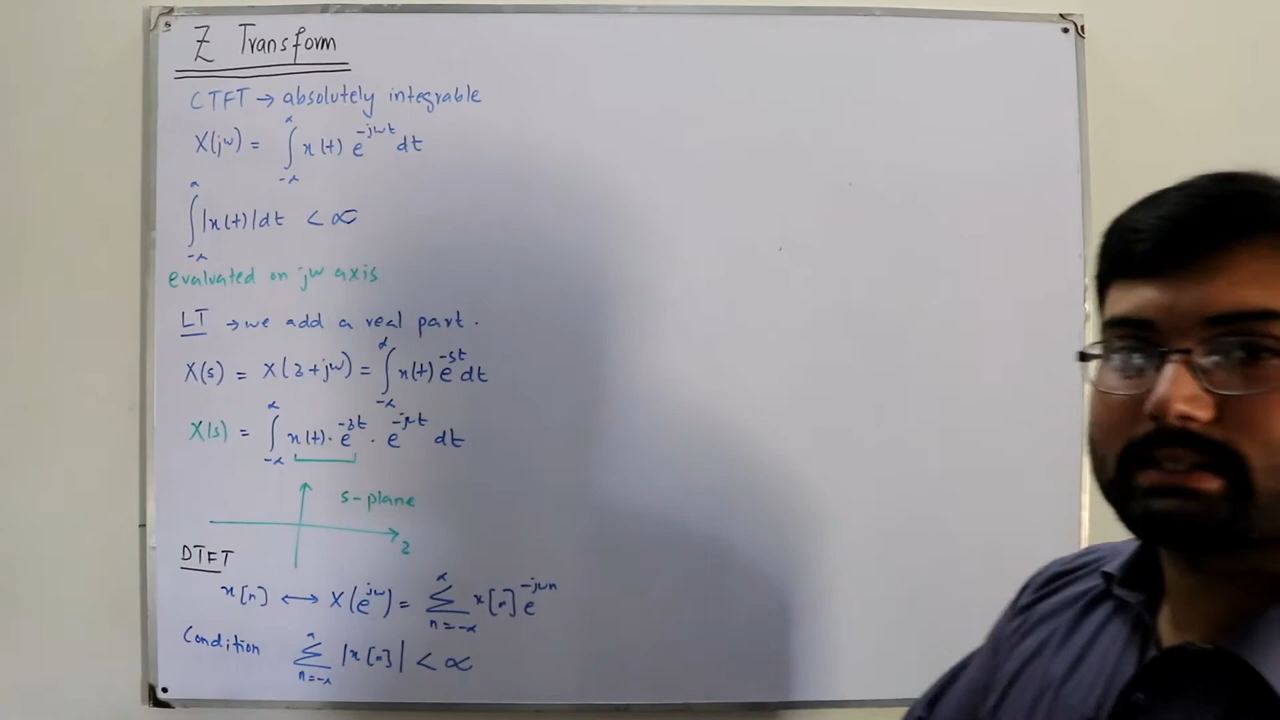 Z Transform
CTFT → absolutely integrable
X(jω) = ∫_{-∞}^{∞} x(t) e^{-jωt} dt
∫_{-∞}^{∞} |x(t)| dt < ∞
evaluated on jω axis
LT → we add a real part.
X(s) = X(σ+jω) = ∫_{-∞}^{∞} x(t) e^{-st} dt
X(s) = ∫_{-∞}^{∞} x(t) · e^{-σt} · e^{-jωt} dt
s-plane
σ
DTFT
x[n] ⟷ X(e^{jω}) = ∑_{n=-∞}^{∞} x[n] e^{-jωn}
Condition ∑_{n=-∞}^{∞} |x[n]| < ∞